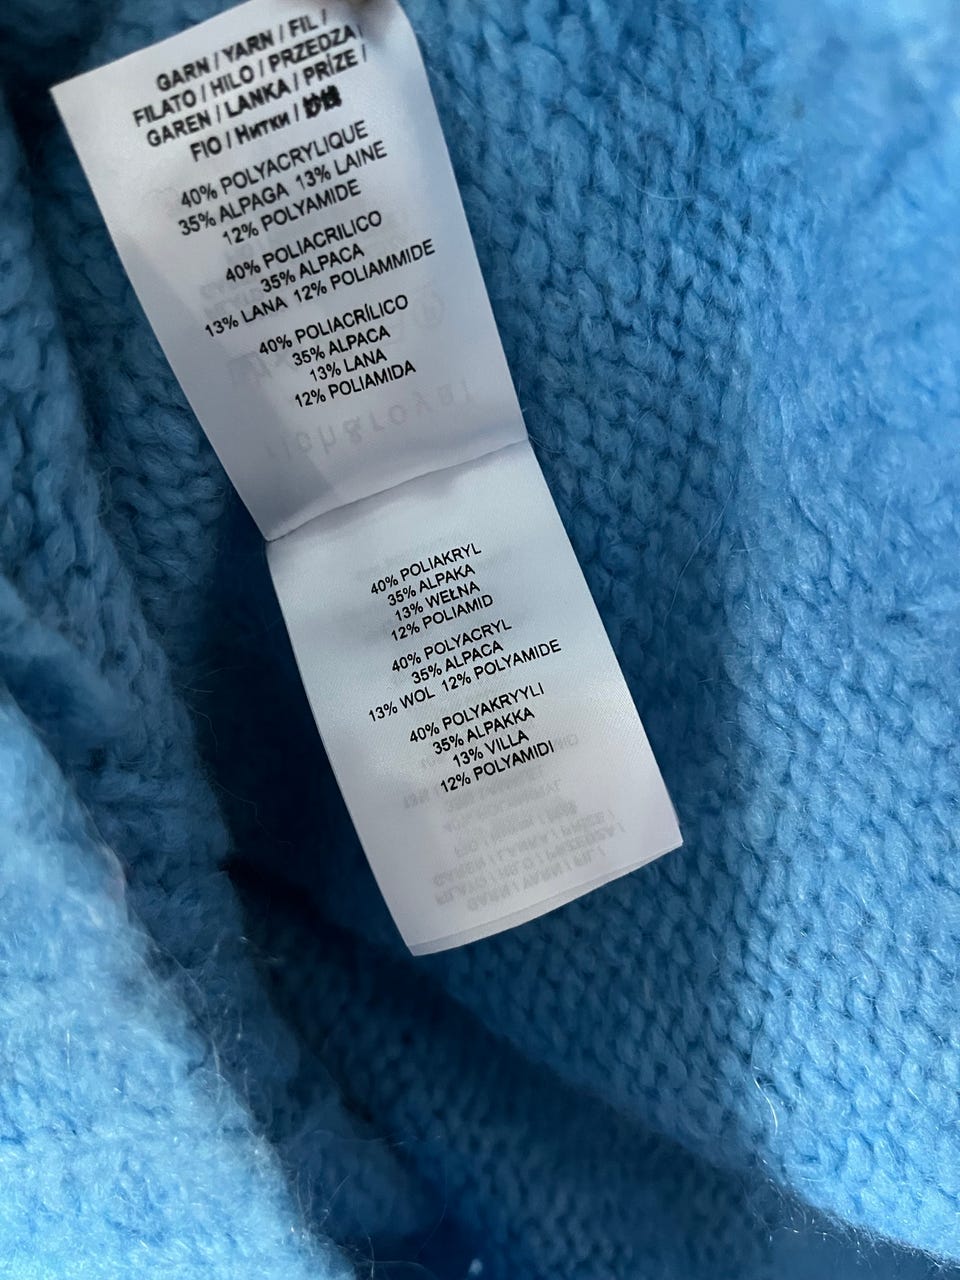 GARN / YARN / FIL /
FILATO / HILO / PRZEDZA /
GAREN / LANKA / PRÍZE /
FIO / Нитки /
40% POLYACRYLIQUE
35% ALPAGA 13% LAINE
12% POLYAMIDE
40% POLIACRILICO
35% ALPACA
13% LANA 12% POLIAMMIDE
40% POLIACRÍLICO
35% ALPACA
13% LANA
12% POLIAMIDA
rich&royal
40% POLIAKRYL
35% ALPAKA
13% WEŁNA
12% POLIAMID
40% POLYACRYL
35% ALPACA
13% WOL 12% POLYAMIDE
40% POLYAKRYYLI
35% ALPAKKA
13% VILLA
12% POLYAMIDI